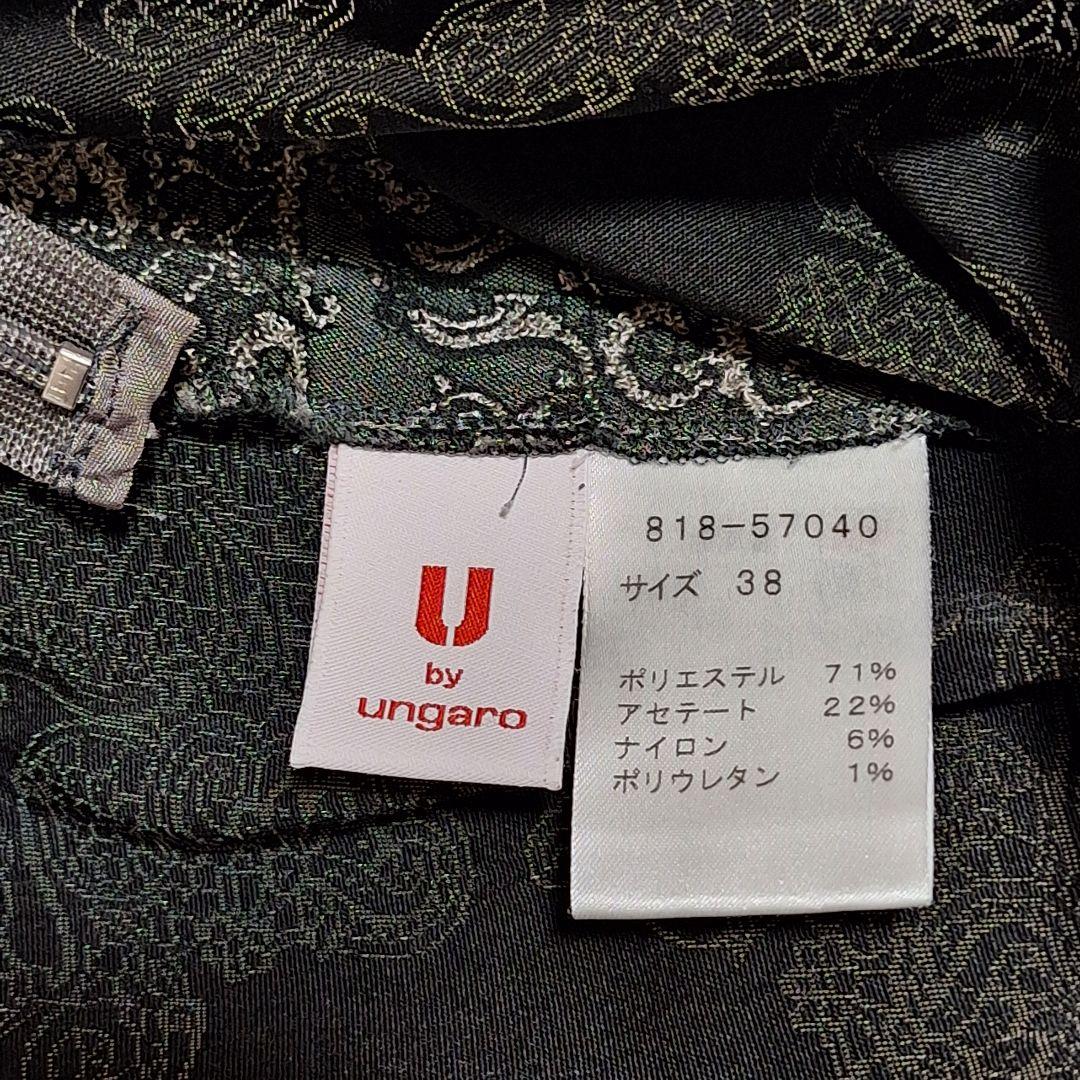 U
by
ungaro
818-57040
サイズ 38
ポリエステル 71%
アセテート 22%
ナイロン 6%
ポリウレタン 1%